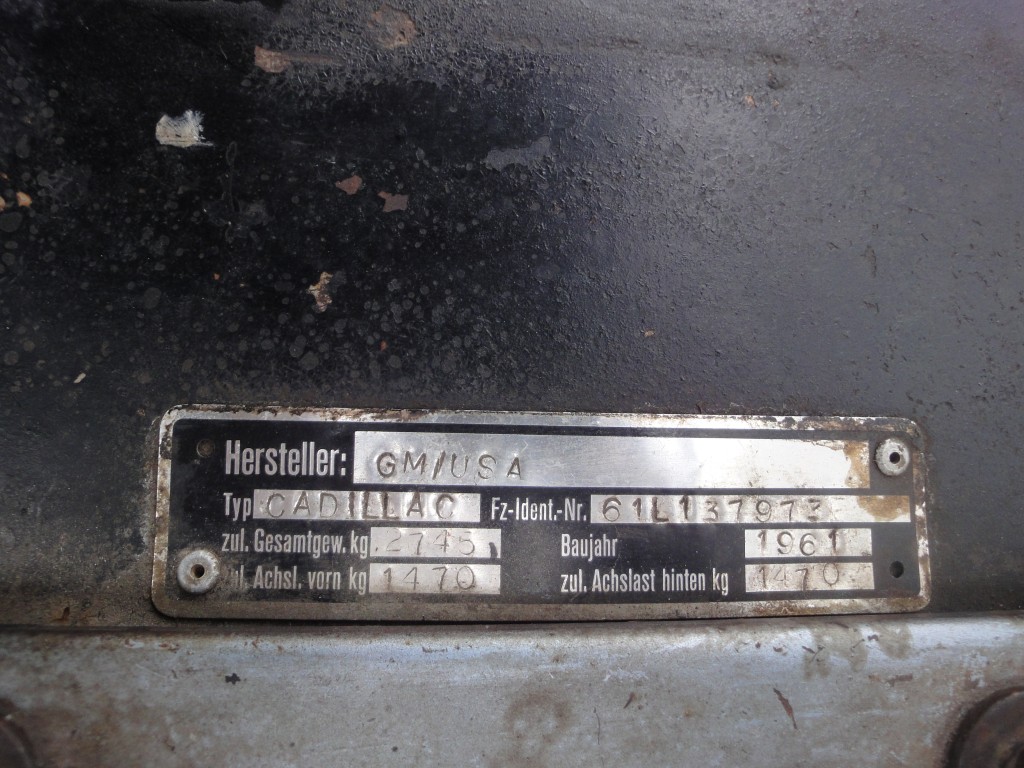 Hersteller: GM/USA
Typ CADILLAC Fz-Ident.-Nr. 61L137973
zul. Gesamtgew. kg 2745 Baujahr 1961
zul. Achsl. vorn kg 1470 zul. Achslast hinten kg 1470